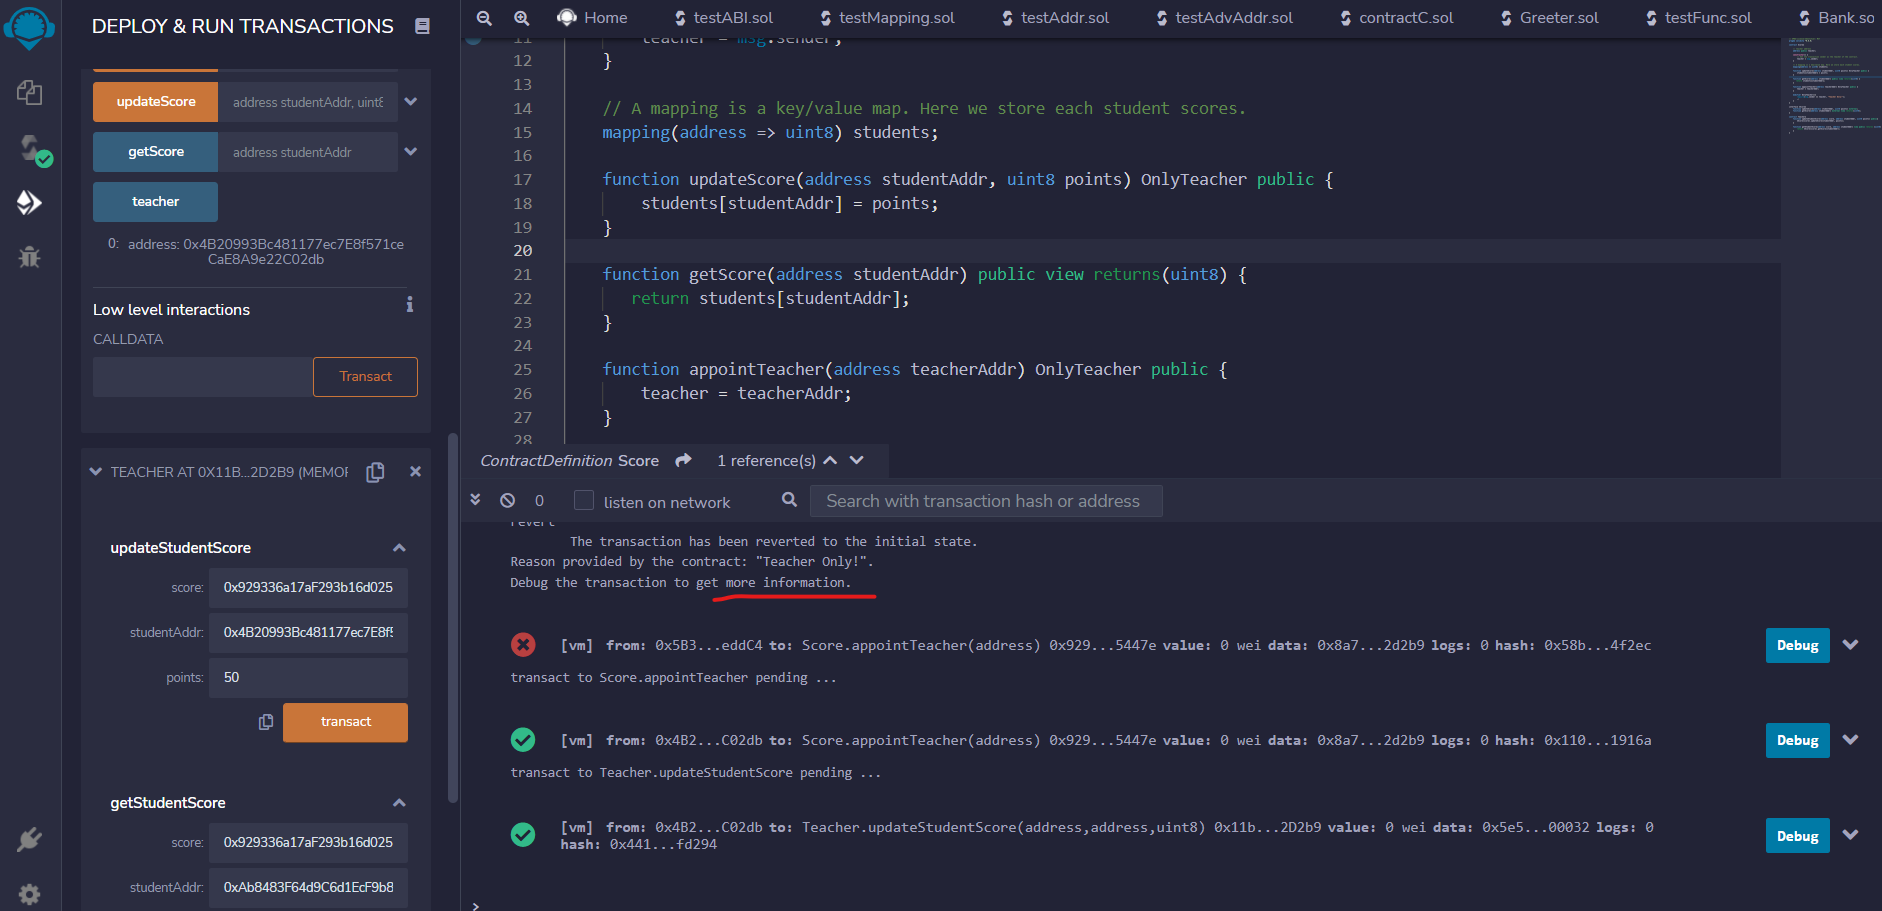 DEPLOY & RUN TRANSACTIONS
updateScore
address studentAddr, uint8
getScore
address studentAddr
teacher
0: address: 0x4B20993Bc481177ec7E8f571ce
CaE8A9e22C02db
Low level interactions
i
CALLDATA
Transact
TEACHER AT 0X11B...2D2B9 (MEMOR
updateStudentScore
score: 0x929336a17aF293b16d025
studentAddr: 0x4B20993Bc481177ec7E8f5
points: 50
transact
getStudentScore
score: 0x929336a17aF293b16d025
studentAddr: 0xAb8483F64d9C6d1EcF9b8
Home
testABI.sol
testMapping.sol
testAddr.sol
testAdvAddr.sol
contractC.sol
Greeter.sol
testFunc.sol
Bank.so
11 teacher = msg.sender;
12 }
13
14 // A mapping is a key/value map. Here we store each student scores.
15 mapping(address => uint8) students;
16
17 function updateScore(address studentAddr, uint8 points) OnlyTeacher public {
18 students[studentAddr] = points;
19 }
20
21 function getScore(address studentAddr) public view returns(uint8) {
22 return students[studentAddr];
23 }
24
25 function appointTeacher(address teacherAddr) OnlyTeacher public {
26 teacher = teacherAddr;
27 }
28
ContractDefinition Score 1 reference(s)
0 listen on network Search with transaction hash or address
revert
The transaction has been reverted to the initial state.
Reason provided by the contract: "Teacher Only!".
Debug the transaction to get more information.
[vm] from: 0x5B3...eddC4 to: Score.appointTeacher(address) 0x929...5447e value: 0 wei data: 0x8a7...2d2b9 logs: 0 hash: 0x58b...4f2ec
Debug
transact to Score.appointTeacher pending ...
[vm] from: 0x4B2...C02db to: Score.appointTeacher(address) 0x929...5447e value: 0 wei data: 0x8a7...2d2b9 logs: 0 hash: 0x110...1916a
Debug
transact to Teacher.updateStudentScore pending ...
[vm] from: 0x4B2...C02db to: Teacher.updateStudentScore(address,address,uint8) 0x11b...2D2b9 value: 0 wei data: 0x5e5...00032 logs: 0
hash: 0x441...fd294
Debug
>